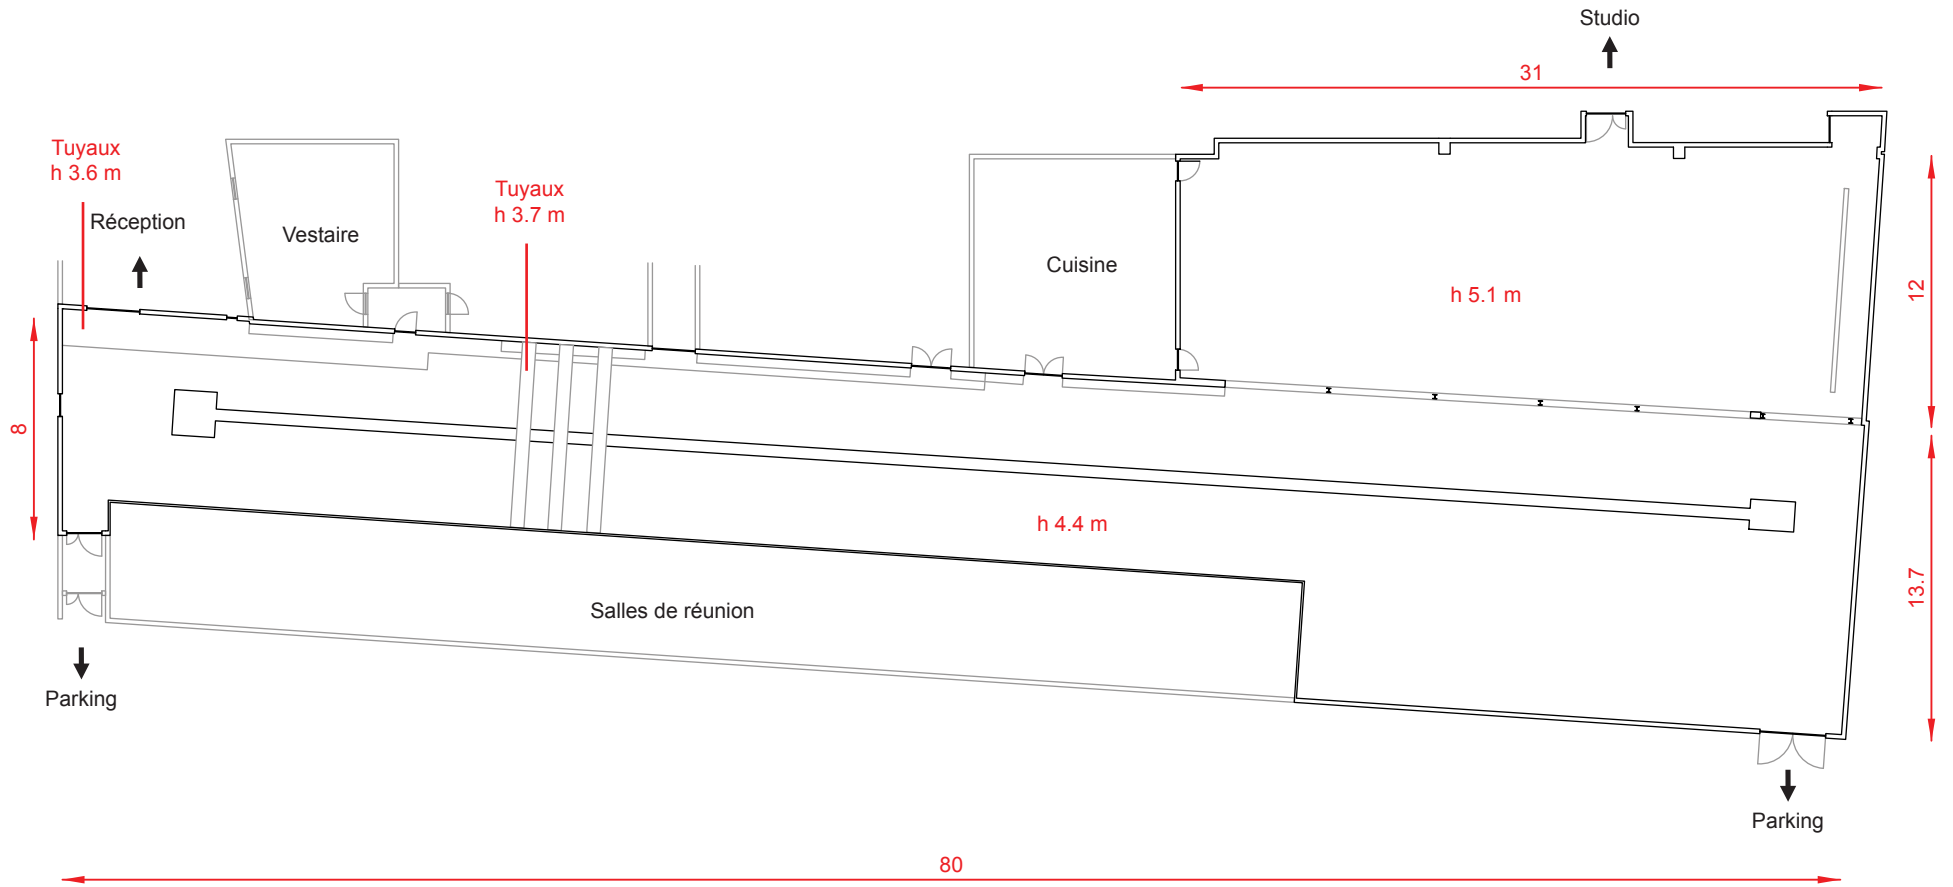 Studio
31
Tuyaux
h 3.6 m
Tuyaux
h 3.7 m
Réception
Vestaire
Cuisine
h 5.1 m
12
8
h 4.4 m
13.7
Salles de réunion
Parking
Parking
80